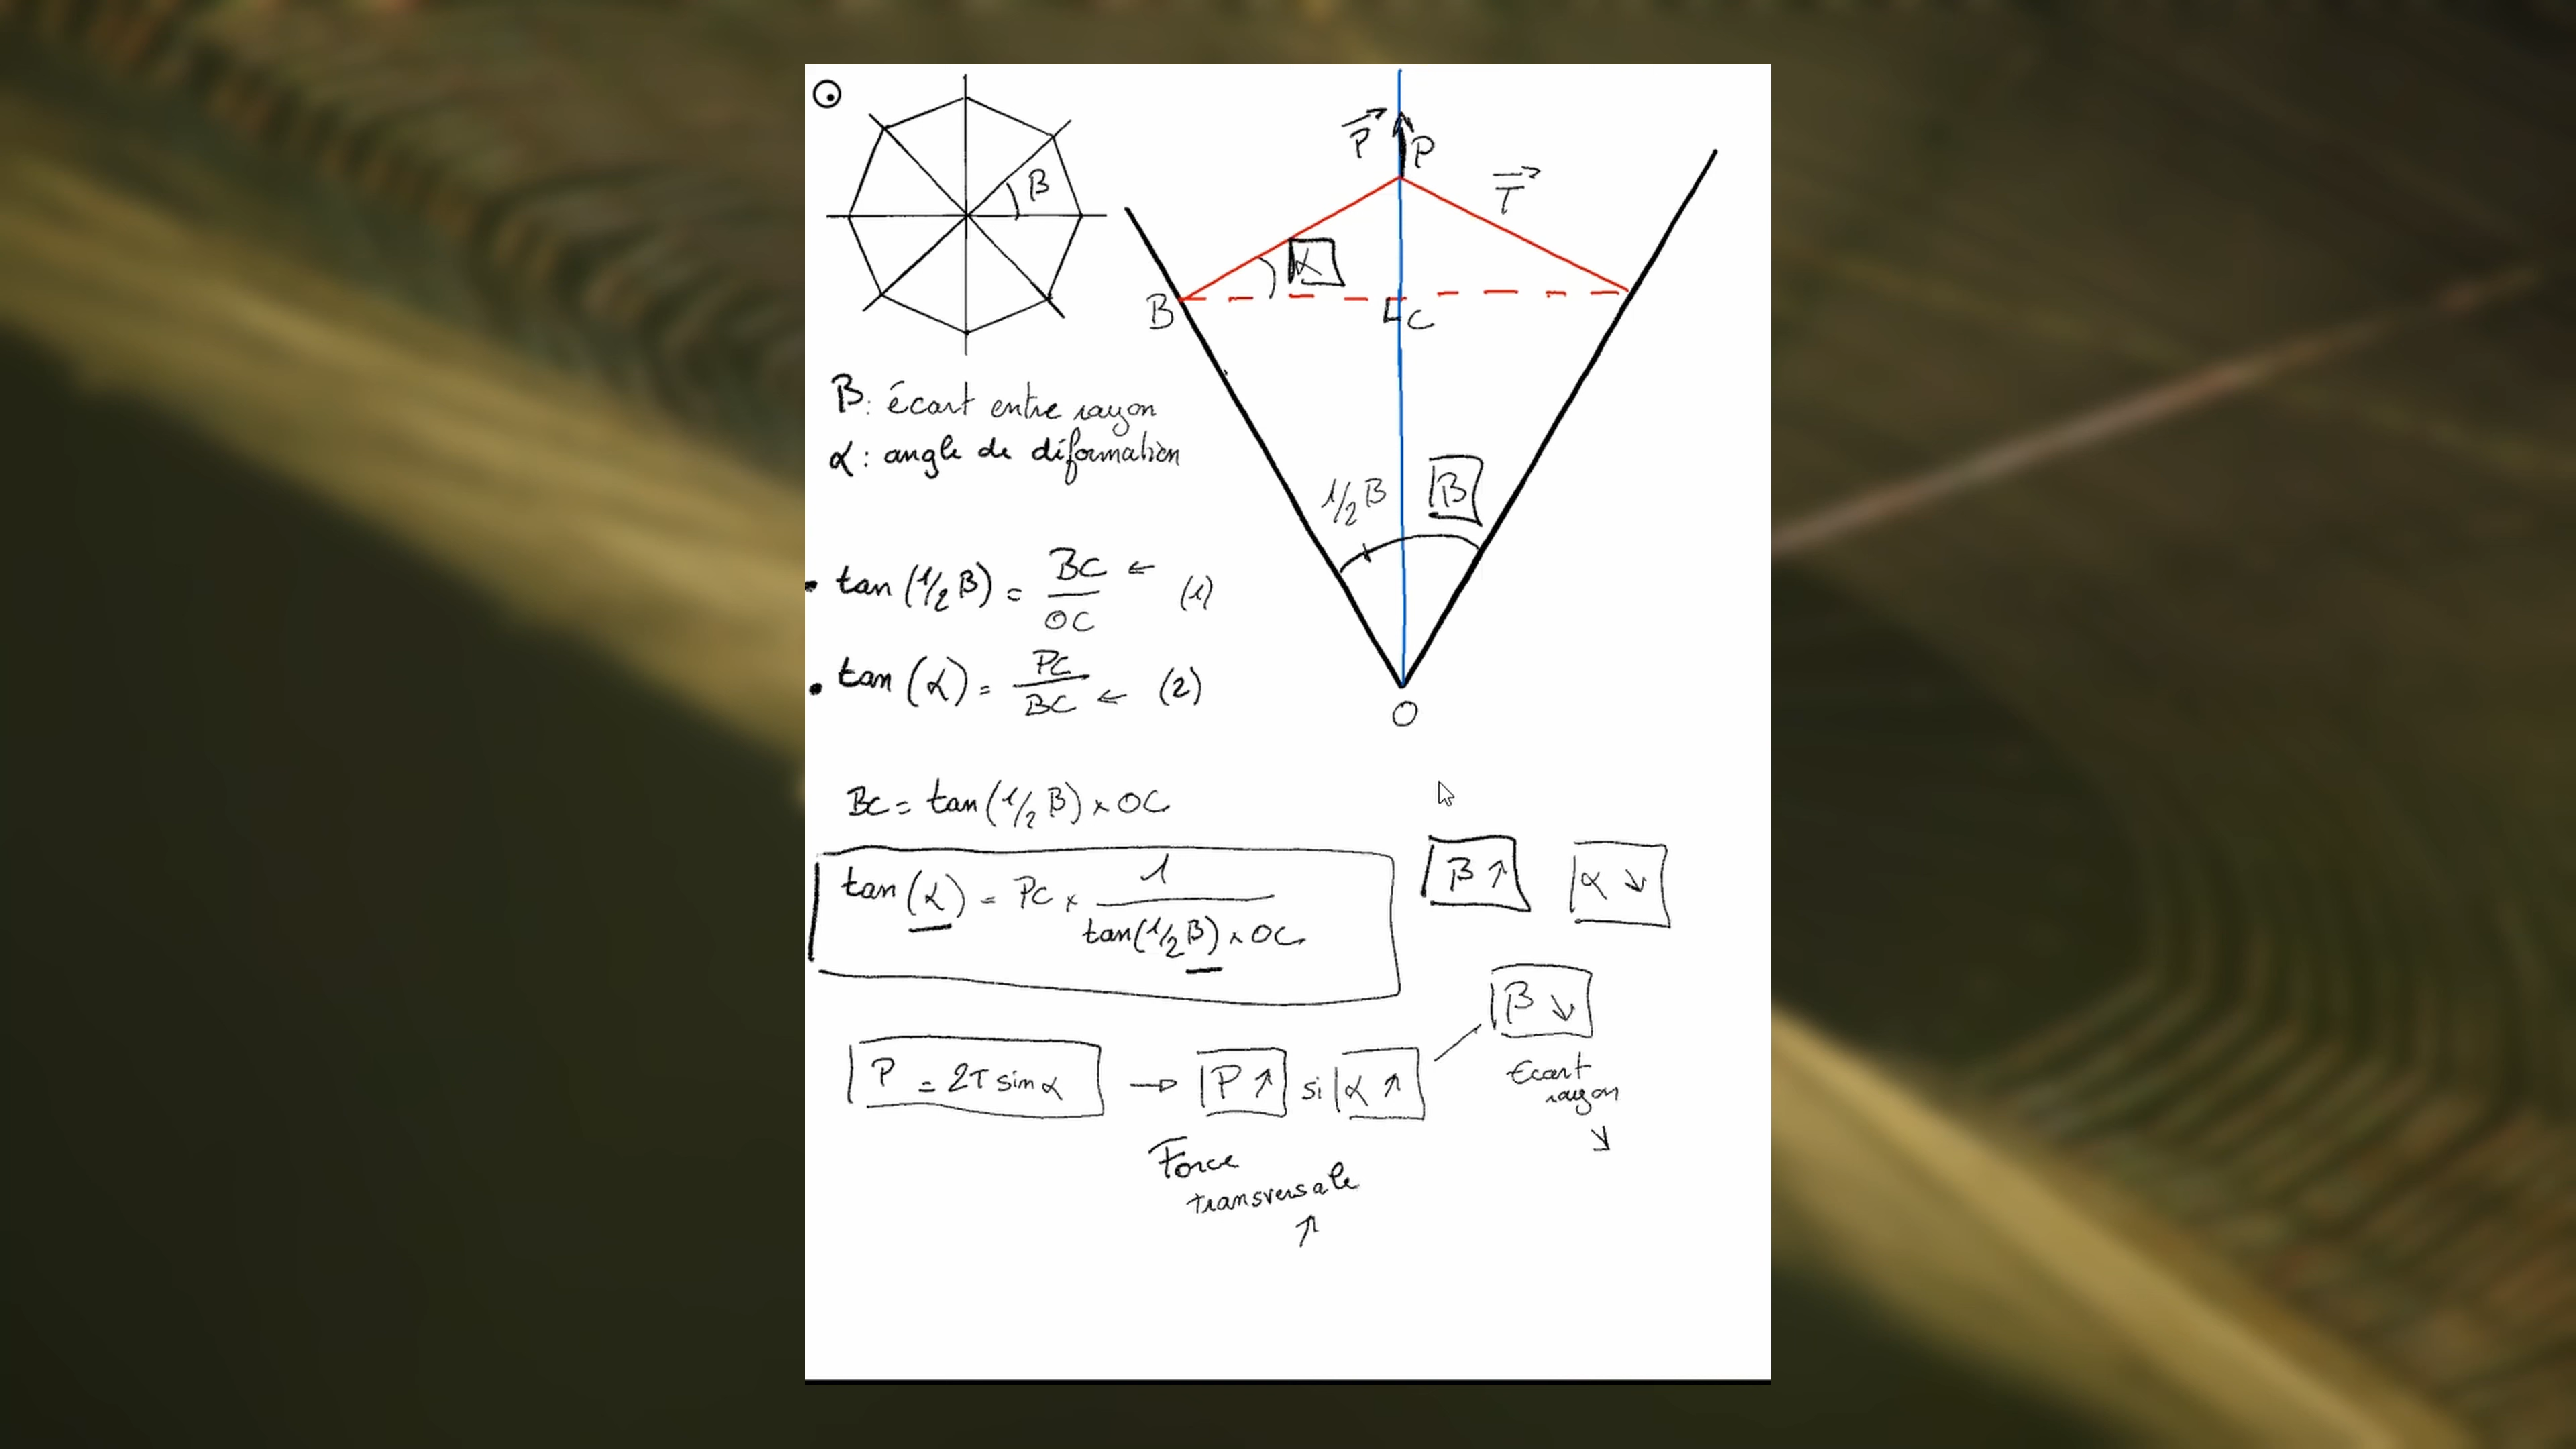 β
P⃗ P
T⃗
α
B C
β: écart entre rayon
α: angle de déformation
1/2 β β
• tan (1/2 β) = BC/OC ← (1)
• tan (α) = PC/BC ← (2)
O
BC = tan (1/2 β) × OC
tan (α) = PC × 1/(tan(1/2 β) × OC)
β ↑ α ↘
β ↘
P = 2T sin α → P ↑ si α ↑
Ecart
rayon
↘
Force
transversale
↑